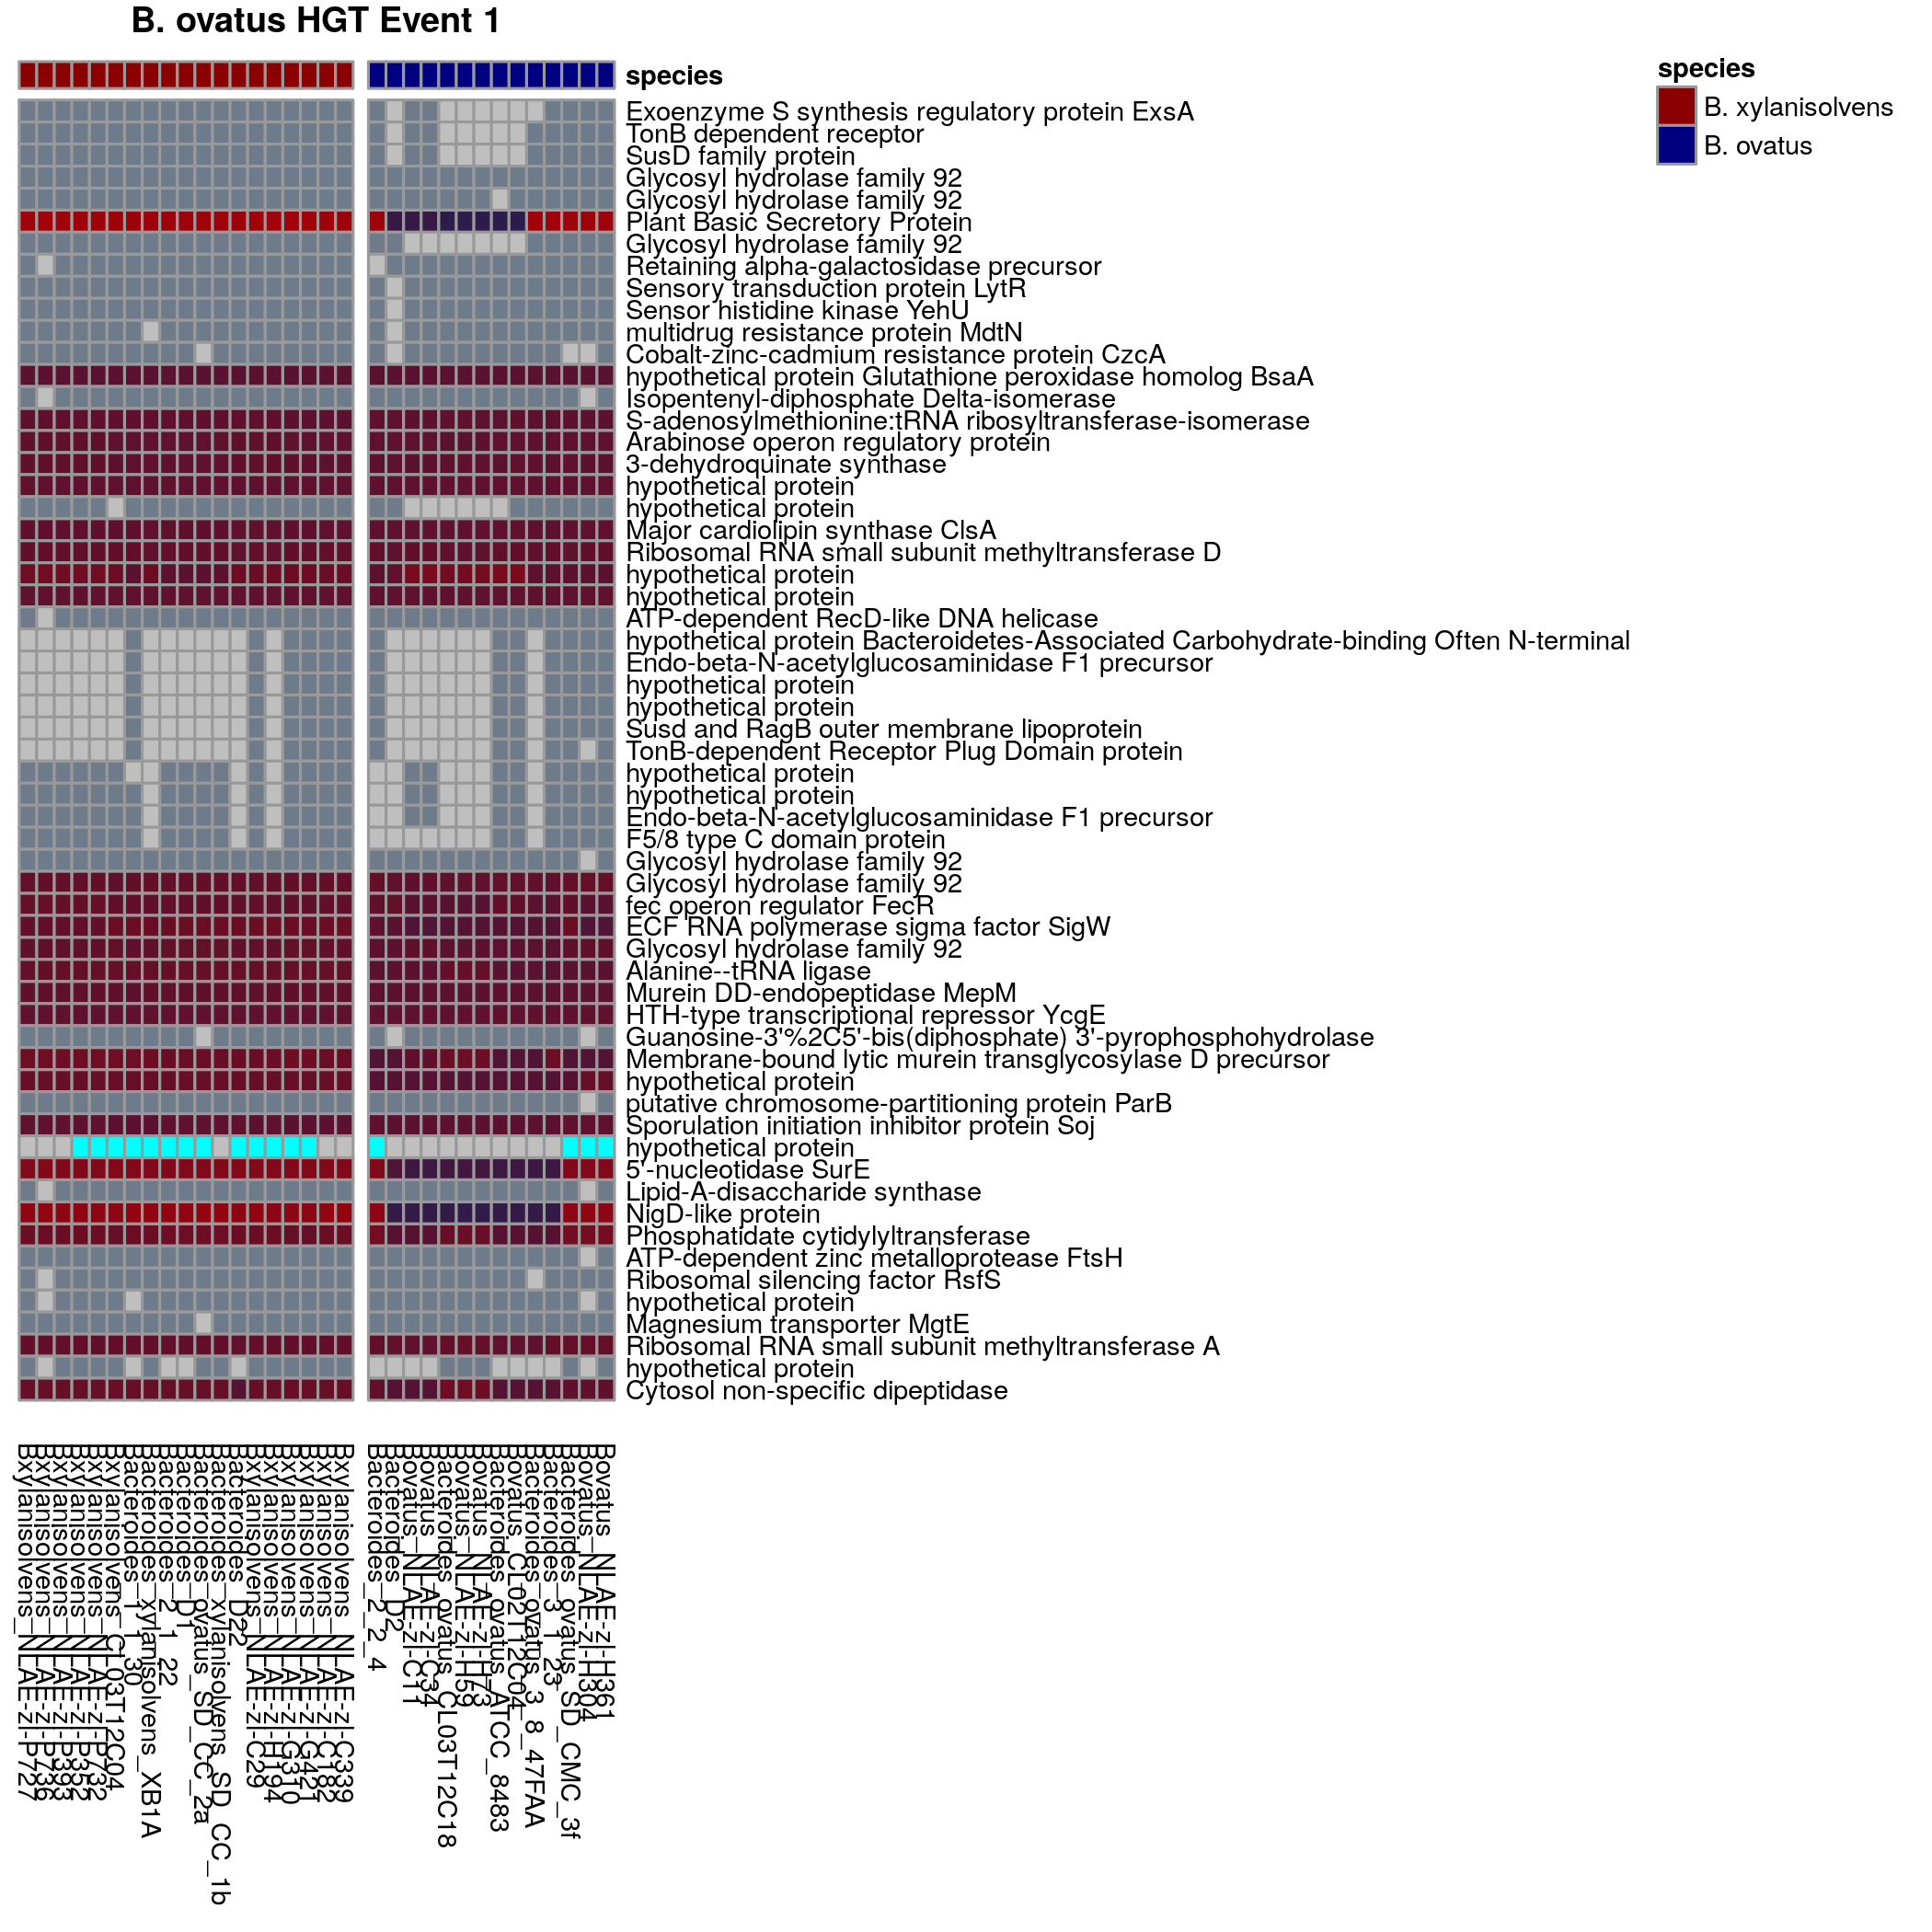 B. ovatus HGT Event 1
species
Exoenzyme S synthesis regulatory protein ExsA
TonB dependent receptor
SusD family protein
Glycosyl hydrolase family 92
Glycosyl hydrolase family 92
Plant Basic Secretory Protein
Glycosyl hydrolase family 92
Retaining alpha-galactosidase precursor
Sensory transduction protein LytR
Sensor histidine kinase YehU
multidrug resistance protein MdtN
Cobalt-zinc-cadmium resistance protein CzcA
hypothetical protein Glutathione peroxidase homolog BsaA
Isopentenyl-diphosphate Delta-isomerase
S-adenosylmethionine:tRNA ribosyltransferase-isomerase
Arabinose operon regulatory protein
3-dehydroquinate synthase
hypothetical protein
hypothetical protein
Major cardiolipin synthase ClsA
Ribosomal RNA small subunit methyltransferase D
hypothetical protein
hypothetical protein
ATP-dependent RecD-like DNA helicase
hypothetical protein Bacteroidetes-Associated Carbohydrate-binding Often N-terminal
Endo-beta-N-acetylglucosaminidase F1 precursor
hypothetical protein
hypothetical protein
Susd and RagB outer membrane lipoprotein
TonB-dependent Receptor Plug Domain protein
hypothetical protein
hypothetical protein
Endo-beta-N-acetylglucosaminidase F1 precursor
F5/8 type C domain protein
Glycosyl hydrolase family 92
Glycosyl hydrolase family 92
fec operon regulator FecR
ECF RNA polymerase sigma factor SigW
Glycosyl hydrolase family 92
Alanine--tRNA ligase
Murein DD-endopeptidase MepM
HTH-type transcriptional repressor YcgE
Guanosine-3'%2C5'-bis(diphosphate) 3'-pyrophosphohydrolase
Membrane-bound lytic murein transglycosylase D precursor
hypothetical protein
putative chromosome-partitioning protein ParB
Sporulation initiation inhibitor protein Soj
hypothetical protein
5'-nucleotidase SurE
Lipid-A-disaccharide synthase
NigD-like protein
Phosphatidate cytidylyltransferase
ATP-dependent zinc metalloprotease FtsH
Ribosomal silencing factor RsfS
hypothetical protein
Magnesium transporter MgtE
Ribosomal RNA small subunit methyltransferase A
hypothetical protein
Cytosol non-specific dipeptidase
Bxylanisolvens_NLAE-zl-P727
Bxylanisolvens_NLAE-zl-P736
Bxylanisolvens_NLAE-zl-P393
Bxylanisolvens_NLAE-zl-P352
Bxylanisolvens_NLAE-zl-P732
Bxylanisolvens_CL03T12C04
Bacteroides_1_1_30
Bacteroides_xylanisolvens_XB1A
Bacteroides_2_1_22
Bacteroides_D1
Bacteroides_ovatus_SD_CC_2a
Bacteroides_xylanisolvens_SD_CC_1b
Bacteroides_D22
Bxylanisolvens_NLAE-zl-C29
Bxylanisolvens_NLAE-zl-H194
Bxylanisolvens_NLAE-zl-G310
Bxylanisolvens_NLAE-zl-G421
Bxylanisolvens_NLAE-zl-C182
Bxylanisolvens_NLAE-zl-C339
Bacteroides_2_2_4
Bacteroides_D2
Bovatus_NLAE-zl-C11
Bovatus_NLAE-zl-C34
Bacteroides_ovatus_CL03T12C18
Bovatus_NLAE-zl-H59
Bovatus_NLAE-zl-H73
Bacteroides_ovatus_ATCC_8483
Bovatus_CL02T12C04
Bacteroides_ovatus_3_8_47FAA
Bacteroides_3_1_23
Bacteroides_ovatus_SD_CMC_3f
Bovatus_NLAE-zl-H304
Bovatus_NLAE-zl-H361
species
B. xylanisolvens
B. ovatus